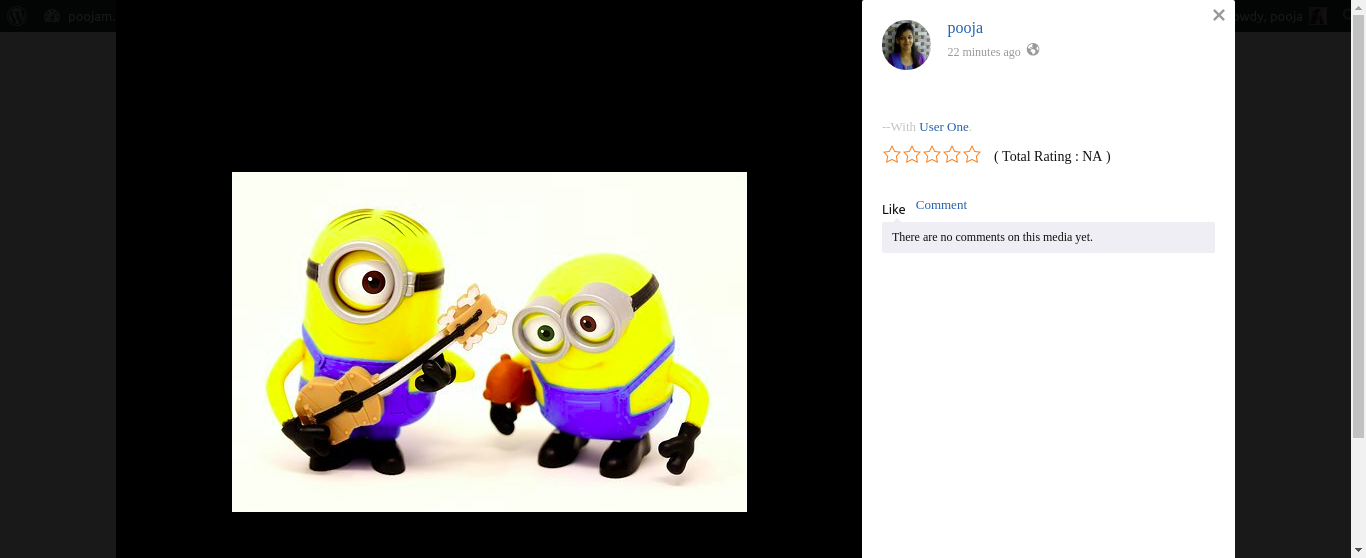 poojam.
owdy, pooja
pooja
22 minutes ago
--With User One.
( Total Rating : NA )
Like Comment
There are no comments on this media yet.